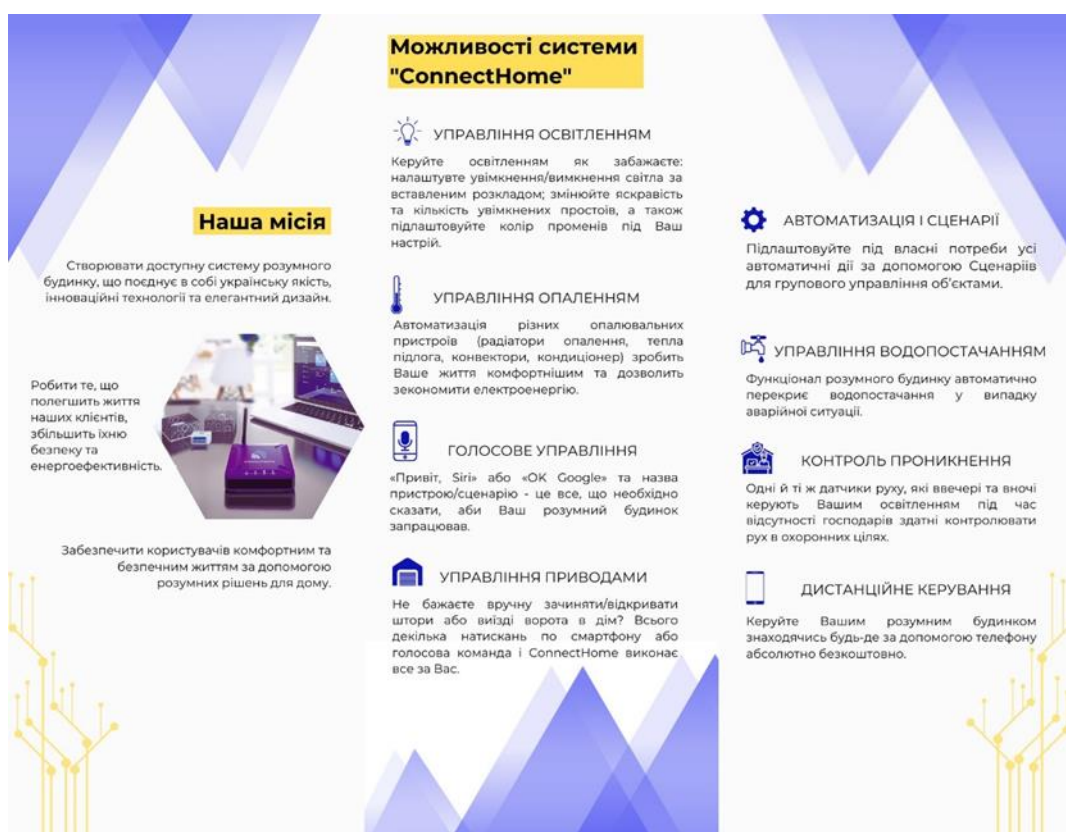 Наша місія
Створювати доступну систему розумного
будинку, що поєднує в собі українську якість,
інноваційні технології та елегантний дизайн.
Робити те, що
полегшить життя
наших клієнтів,
збільшить їхню
безпеку та
енергоефективність.
Забезпечити користувачів комфортним та
безпечним життям за допомогою
розумних рішень для дому.
Можливості системи
"ConnectHome"
УПРАВЛІННЯ ОСВІТЛЕННЯМ
Керуйте освітленням як забажаєте:
налаштувте увімкнення/вимкнення світла за
вставленим розкладом; змінюйте яскравість
та кількість увімкнених простоїв, а також
підлаштовуйте колір променів під Ваш
настрій.
УПРАВЛІННЯ ОПАЛЕННЯМ
Автоматизація різних опалювальних
пристроїв (радіатори опалення, тепла
підлога, конвектори, кондиціонер) зробить
Ваше життя комфортнішим та дозволить
зекономити електроенергію.
ГОЛОСОВЕ УПРАВЛІННЯ
«Привіт, Siri» або «OK Google» та назва
пристрою/сценарію - це все, що необхідно
сказати, аби Ваш розумний будинок
запрацював.
УПРАВЛІННЯ ПРИВОДАМИ
Не бажаєте вручну зачиняти/відкривати
штори або виїзді ворота в дім? Всього
декілька натискань по смартфону або
голосова команда і ConnectHome виконає
все за Вас.
АВТОМАТИЗАЦІЯ І СЦЕНАРІЇ
Підлаштовуйте під власні потреби усі
автоматичні дії за допомогою Сценаріїв
для групового управління об'єктами.
УПРАВЛІННЯ ВОДОПОСТАЧАННЯМ
Функціонал розумного будинку автоматично
перекриє водопостачання у випадку
аварійної ситуації.
КОНТРОЛЬ ПРОНИКНЕННЯ
Одні й ті ж датчики руху, які ввечері та вночі
керують Вашим освітленням під час
відсутності господарів здатні контролювати
рух в охоронних цілях.
ДИСТАНЦІЙНЕ КЕРУВАННЯ
Керуйте Вашим розумним будинком
знаходячись будь-де за допомогою телефону
абсолютно безкоштовно.